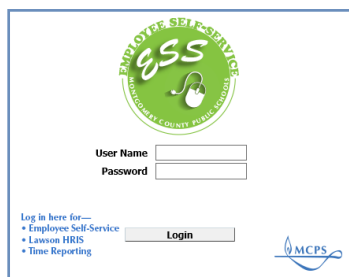 EMPLOYEE SELF-SERVICE
ESS
MONTGOMERY COUNTY PUBLIC SCHOOLS
User Name
Password
Log in here for—
• Employee Self-Service
• Lawson HRIS
• Time Reporting
Login
MCPS